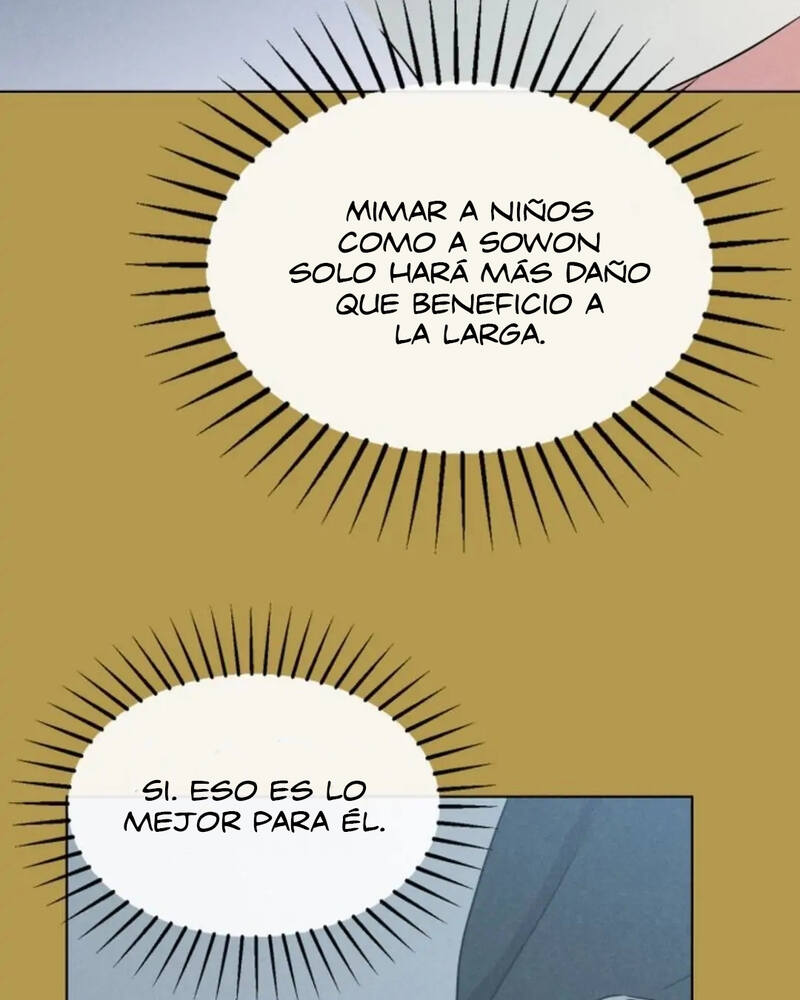 MIMAR A NIÑOS
COMO A SOWON
SOLO HARÁ MÁS DAÑO
QUE BENEFICIO A
LA LARGA.
SI. ESO ES LO
MEJOR PARA ÉL.